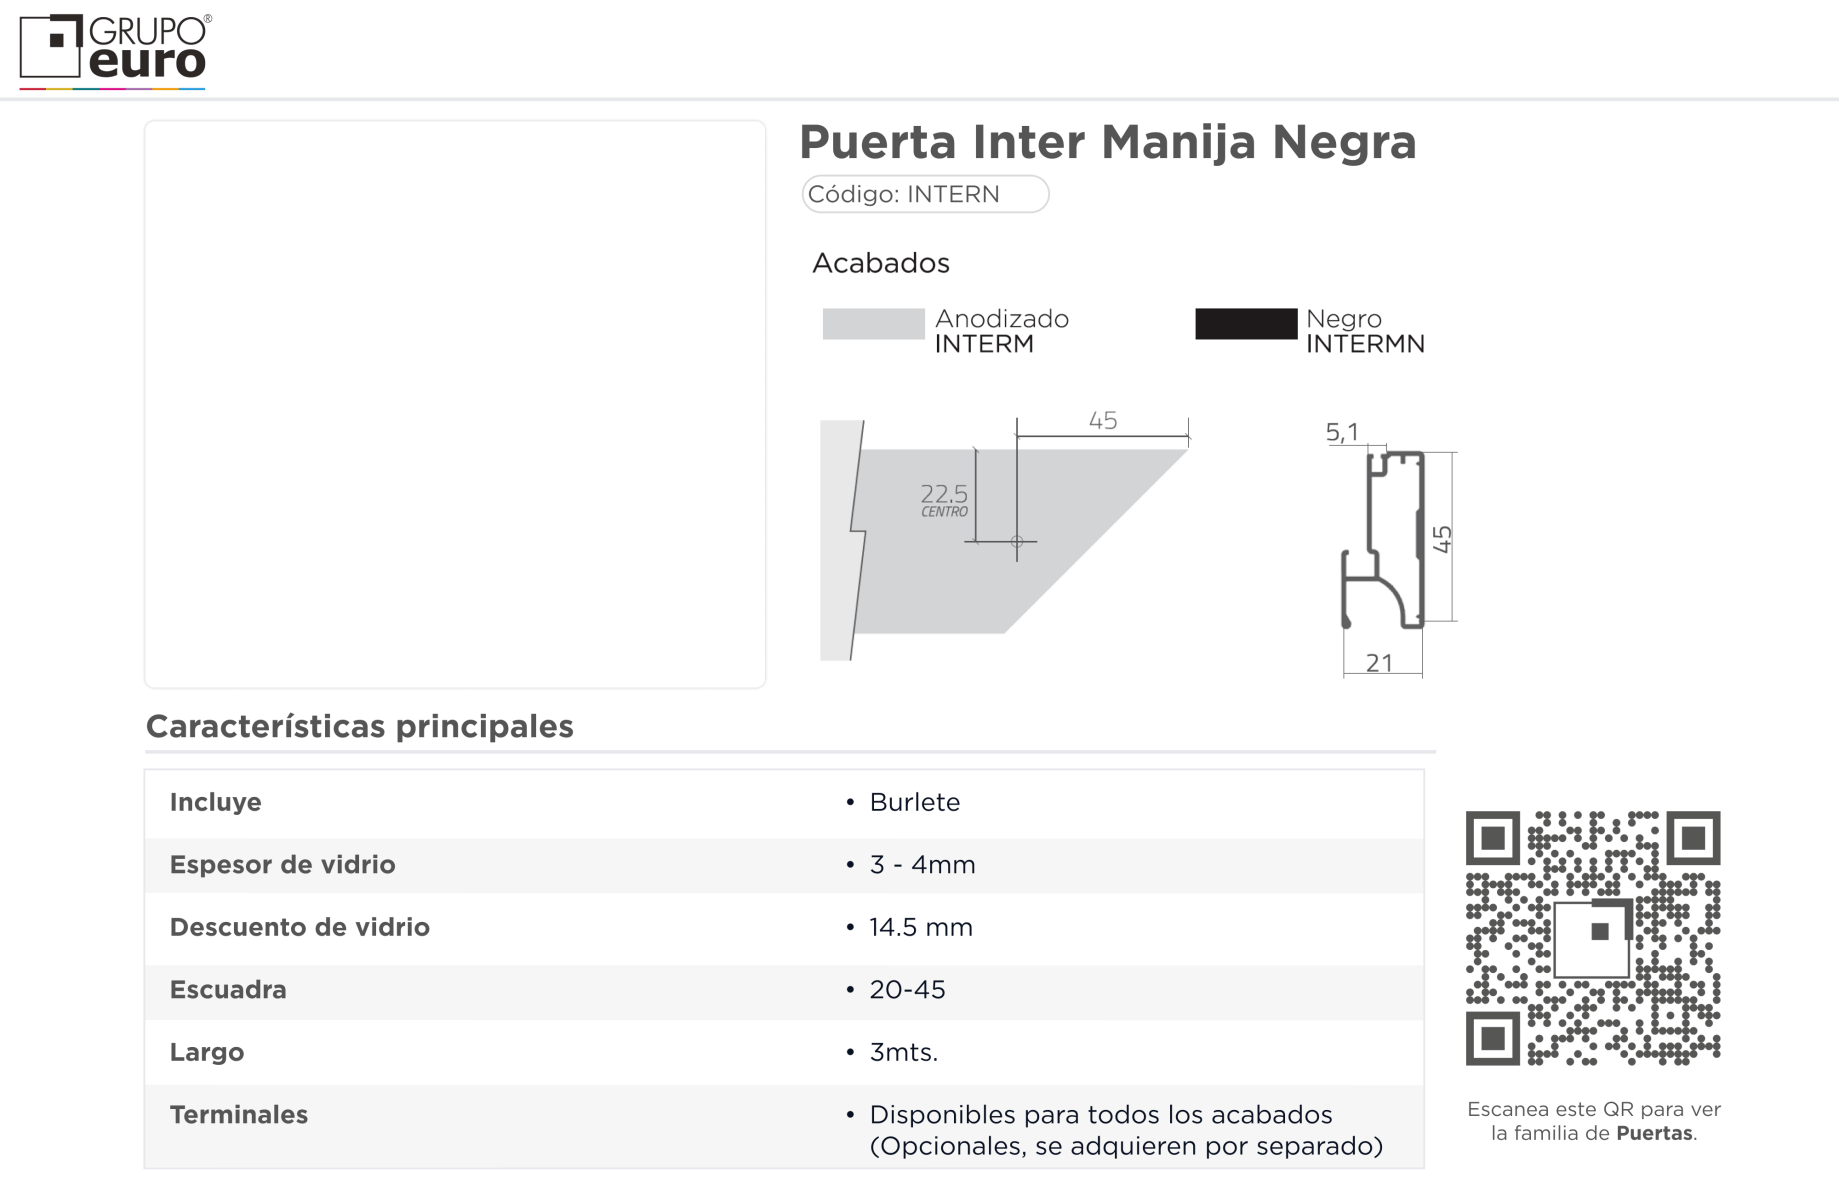 GRUPO®
euro
Puerta Inter Manija Negra
Código: INTERN
Acabados
Anodizado
INTERM
Negro
INTERMN
45
22.5
CENTRO
5,1
45
21
Características principales
Incluye
• Burlete
Espesor de vidrio
• 3 - 4mm
Descuento de vidrio
• 14.5 mm
Escuadra
• 20-45
Largo
• 3mts.
Terminales
• Disponibles para todos los acabados
(Opcionales, se adquieren por separado)
Escanea este QR para ver
la familia de Puertas.